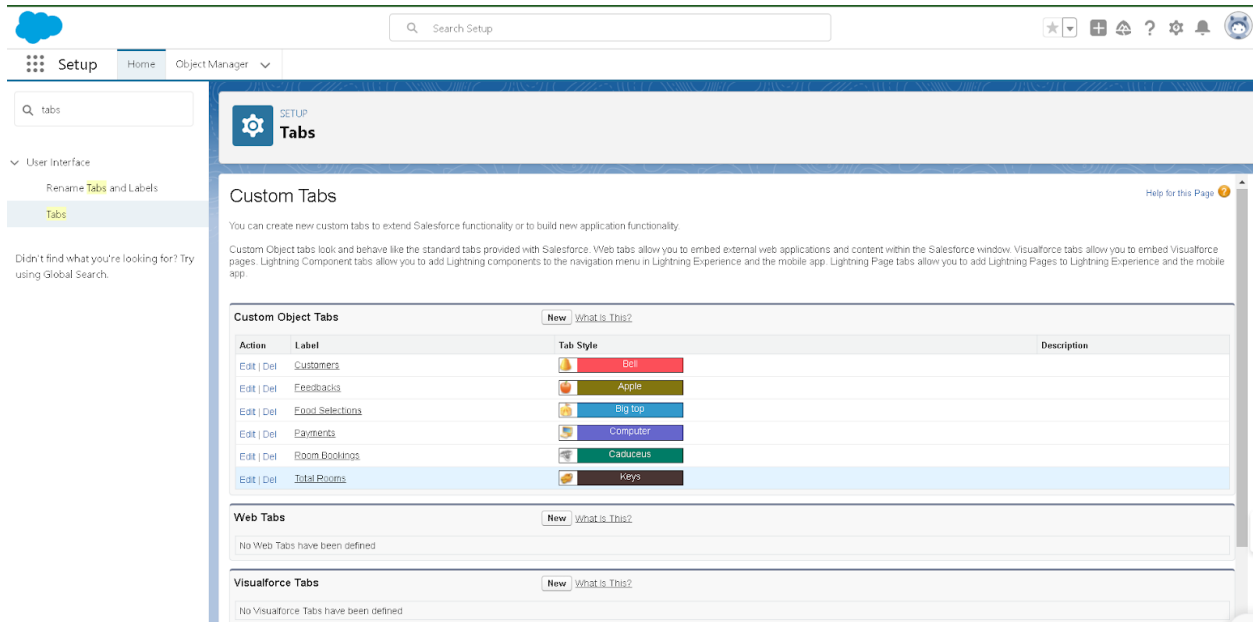 Search Setup
Setup
Home
Object Manager
tabs
User Interface
Rename Tabs and Labels
Tabs
Didn't find what you're looking for? Try
using Global Search.
SETUP
Tabs
Custom Tabs
Help for this Page
You can create new custom tabs to extend Salesforce functionality or to build new application functionality.
Custom Object tabs look and behave like the standard tabs provided with Salesforce. Web tabs allow you to embed external web applications and content within the Salesforce window. Visualforce tabs allow you to embed Visualforce
pages. Lightning Component tabs allow you to add Lightning components to the navigation menu in Lightning Experience and the mobile app. Lightning Page tabs allow you to add Lightning Pages to Lightning Experience and the mobile
app.
Custom Object Tabs New What Is This?
Action Label Tab Style Description
Edit | Del Customers Bell
Edit | Del Feedbacks Apple
Edit | Del Food Selections Big top
Edit | Del Payments Computer
Edit | Del Room Bookings Caduceus
Edit | Del Total Rooms Keys
Web Tabs New What Is This?
No Web Tabs have been defined
Visualforce Tabs New What Is This?
No Visualforce Tabs have been defined